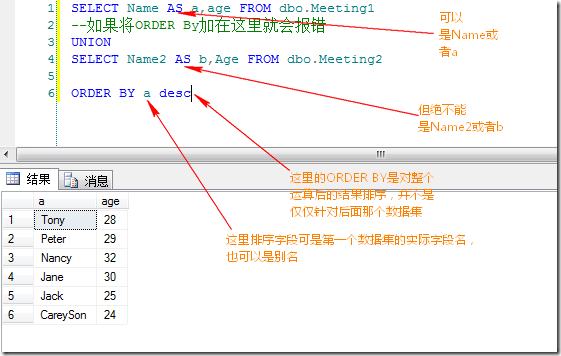 1 SELECT Name AS a,age FROM dbo.Meeting1
2 --如果将ORDER By加在这里就会报错
3 UNION
4 SELECT Name2 AS b,Age FROM dbo.Meeting2
5
6 ORDER BY a desc
可以
是Name或
者a
但绝不能
是Name2或者b
这里的ORDER BY是对整个
运算后的结果排序，并不是
仅仅针对后面那个数据集
这里排序字段可是第一个数据集的实际字段名，
也可以是别名
结果 消息
a age
1 Tony 28
2 Peter 29
3 Nancy 32
4 Jane 30
5 Jack 25
6 CareySon 24